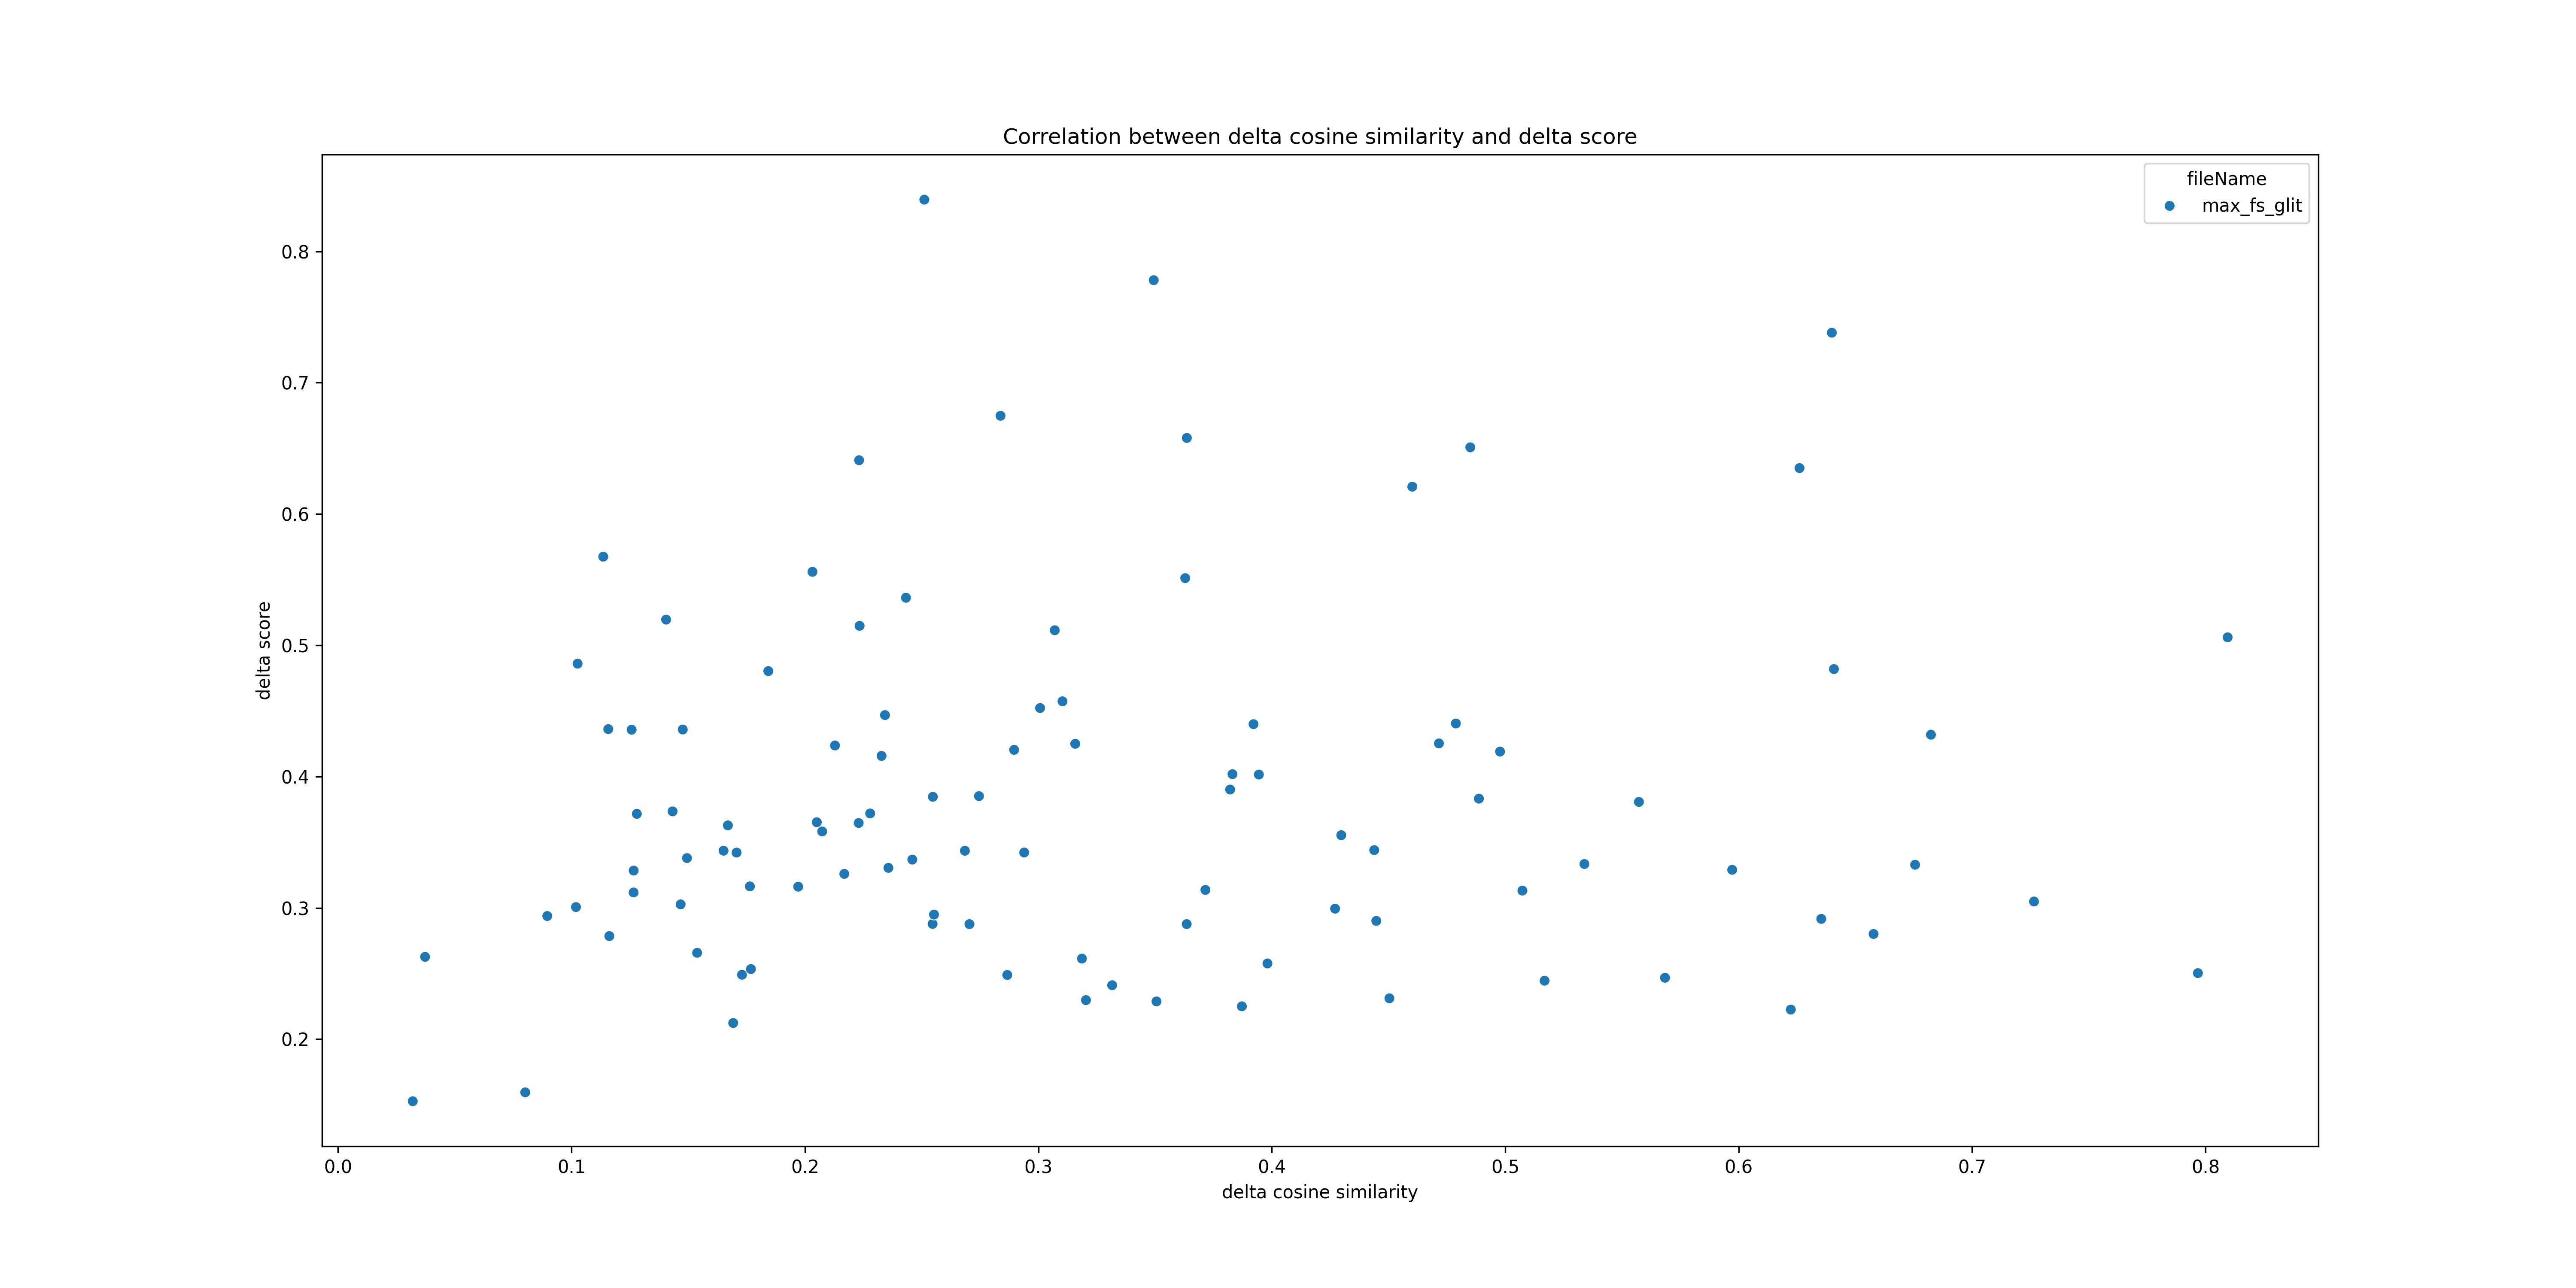 Correlation between delta cosine similarity and delta score
fileName
max_fs_glit
0.8
0.7
0.6
0.5
0.4
0.3
0.2
delta score
0.0 0.1 0.2 0.3 0.4 0.5 0.6 0.7 0.8
delta cosine similarity